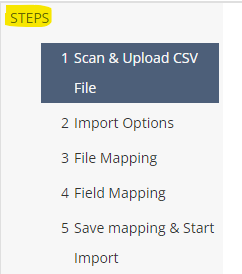 STEPS
1 Scan & Upload CSV
File
2 Import Options
3 File Mapping
4 Field Mapping
5 Save mapping & Start
Import